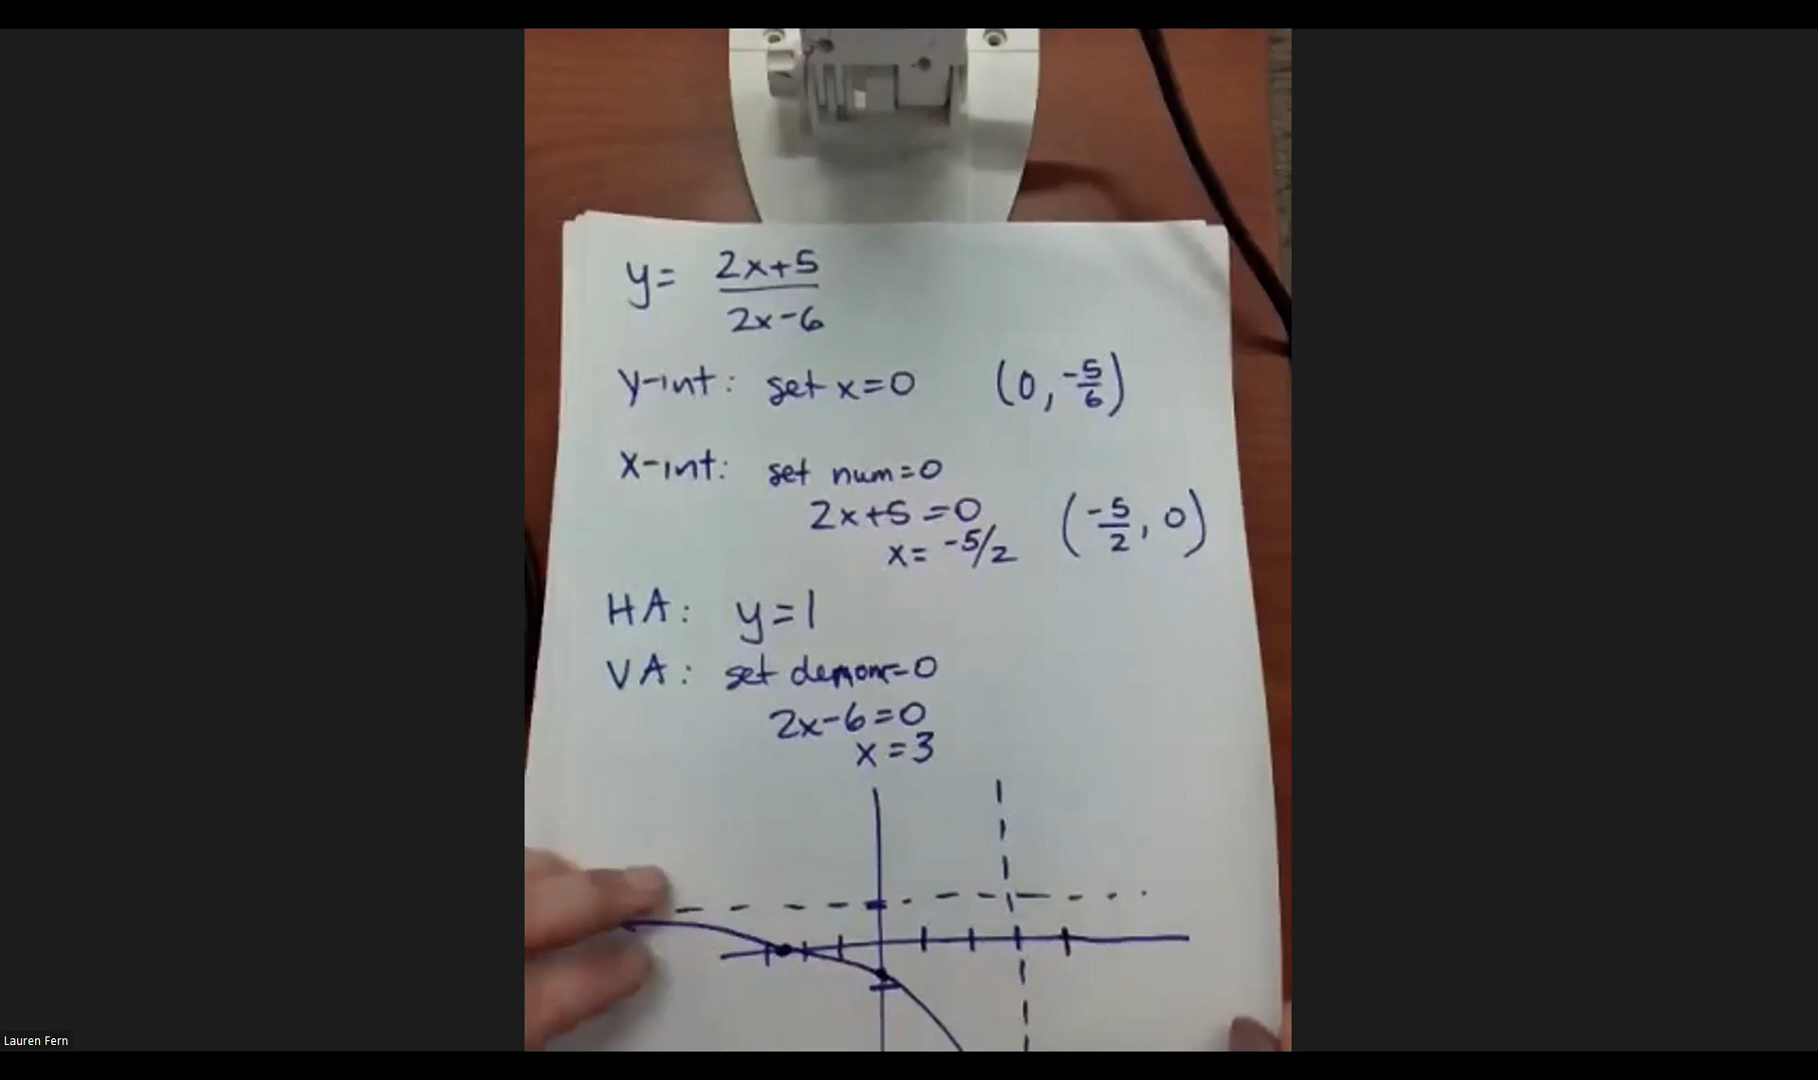 y= 2x+5
2x-6
y-int: set x=0 (0, -5/6)
x-int: set num=0
2x+5=0
x= -5/2 (-5/2, 0)
HA: y=1
VA: set denom=0
2x-6=0
x=3
Lauren Fern